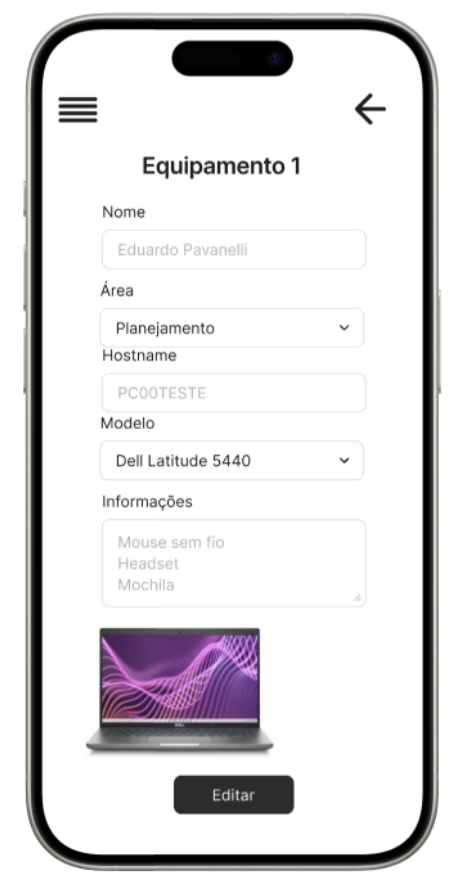 Equipamento 1
Nome
Eduardo Pavanelli
Área
Planejamento
Hostname
PC00TESTE
Modelo
Dell Latitude 5440
Informações
Mouse sem fio
Headset
Mochila
DELL
Editar